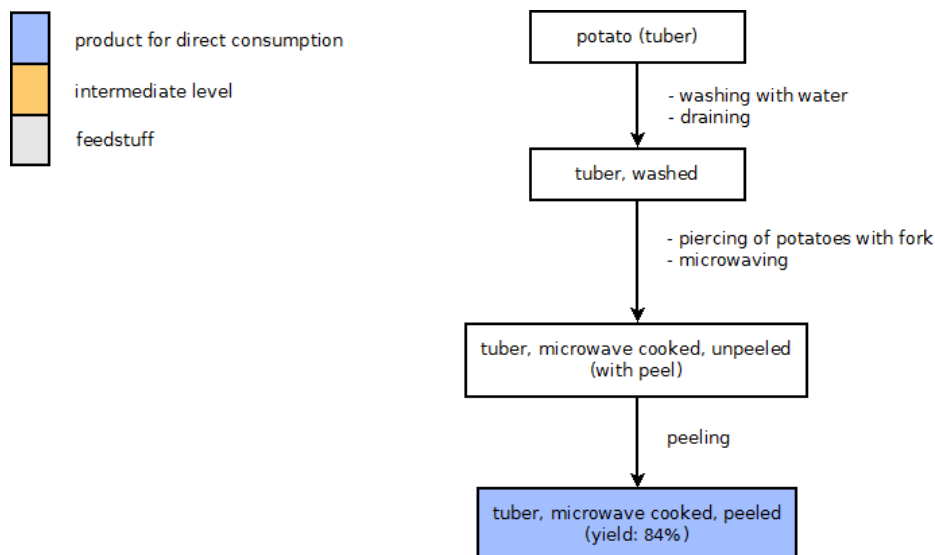 product for direct consumption
intermediate level
feedstuff
potato (tuber)
- washing with water
- draining
tuber, washed
- piercing of potatoes with fork
- microwaving
tuber, microwave cooked, unpeeled
(with peel)
peeling
tuber, microwave cooked, peeled
(yield: 84%)